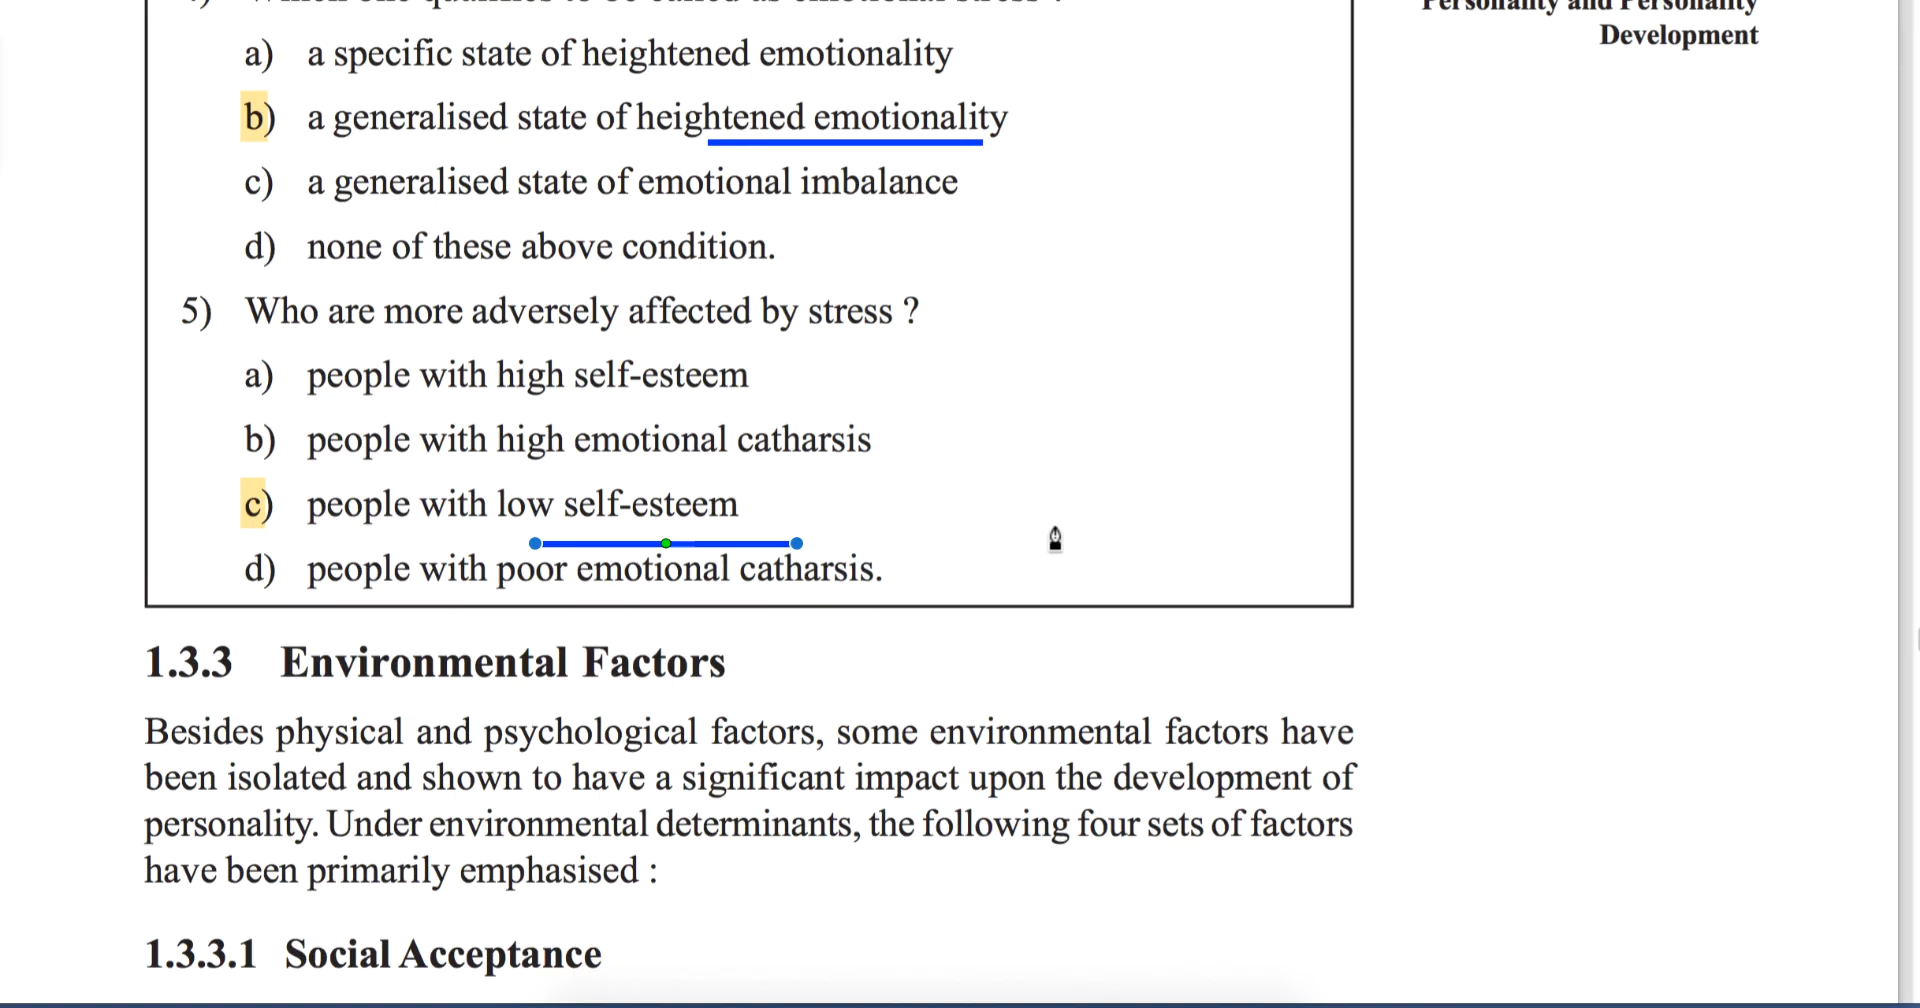 Personality and Personality
Development
a) a specific state of heightened emotionality
b) a generalised state of heightened emotionality
c) a generalised state of emotional imbalance
d) none of these above condition.
5) Who are more adversely affected by stress ?
a) people with high self-esteem
b) people with high emotional catharsis
c) people with low self-esteem
d) people with poor emotional catharsis.
1.3.3 Environmental Factors
Besides physical and psychological factors, some environmental factors have
been isolated and shown to have a significant impact upon the development of
personality. Under environmental determinants, the following four sets of factors
have been primarily emphasised :
1.3.3.1 Social Acceptance